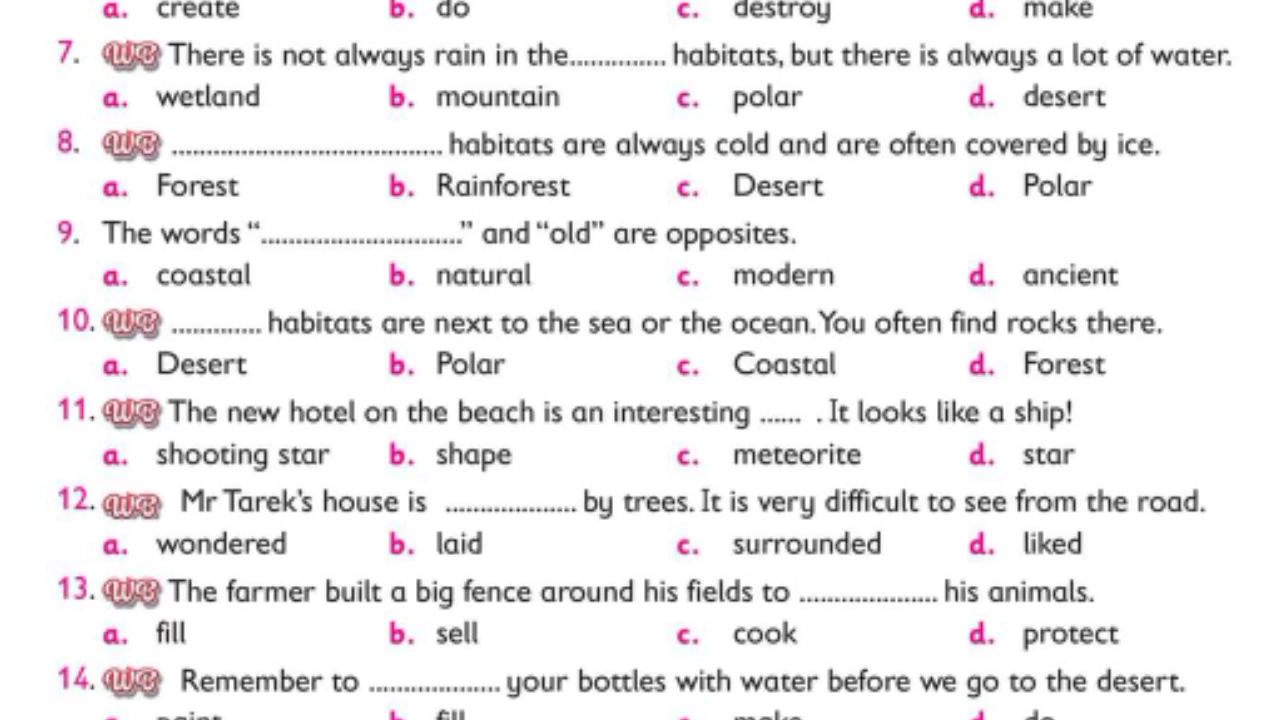 a. create b. do c. destroy d. make
7. WB There is not always rain in the.............. habitats, but there is always a lot of water.
a. wetland b. mountain c. polar d. desert
8. WB ....................................... habitats are always cold and are often covered by ice.
a. Forest b. Rainforest c. Desert d. Polar
9. The words “.............................” and “old” are opposites.
a. coastal b. natural c. modern d. ancient
10. WB ............. habitats are next to the sea or the ocean. You often find rocks there.
a. Desert b. Polar c. Coastal d. Forest
11. WB The new hotel on the beach is an interesting ...... . It looks like a ship!
a. shooting star b. shape c. meteorite d. star
12. WB Mr Tarek’s house is ................... by trees. It is very difficult to see from the road.
a. wondered b. laid c. surrounded d. liked
13. WB The farmer built a big fence around his fields to .................... his animals.
a. fill b. sell c. cook d. protect
14. WB Remember to ................... your bottles with water before we go to the desert.
a. paint b. fill c. make d. do